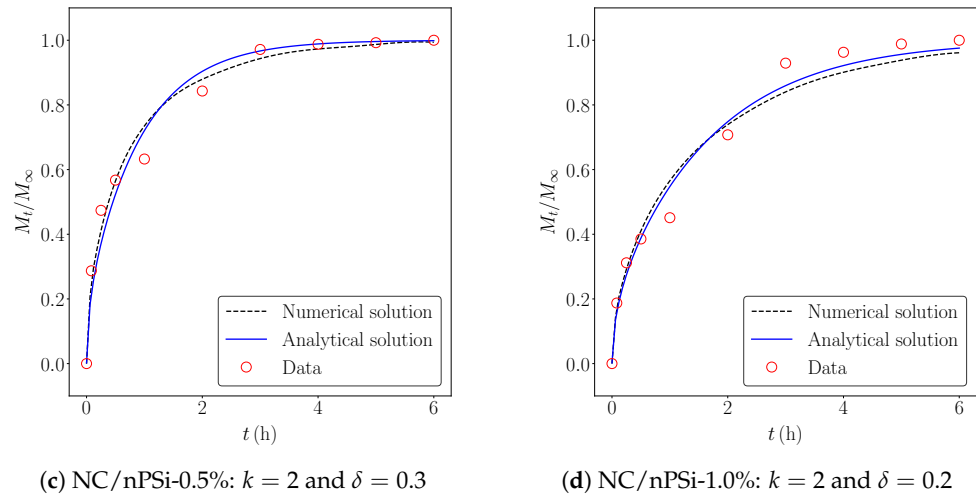 1.0
0.8
0.6
0.4
0.2
0.0
M_t/M_∞
0 2 4 6
t (h)
Numerical solution
Analytical solution
Data
(c) NC/nPSi-0.5%: k = 2 and δ = 0.3
1.0
0.8
0.6
0.4
0.2
0.0
M_t/M_∞
0 2 4 6
t (h)
Numerical solution
Analytical solution
Data
(d) NC/nPSi-1.0%: k = 2 and δ = 0.2